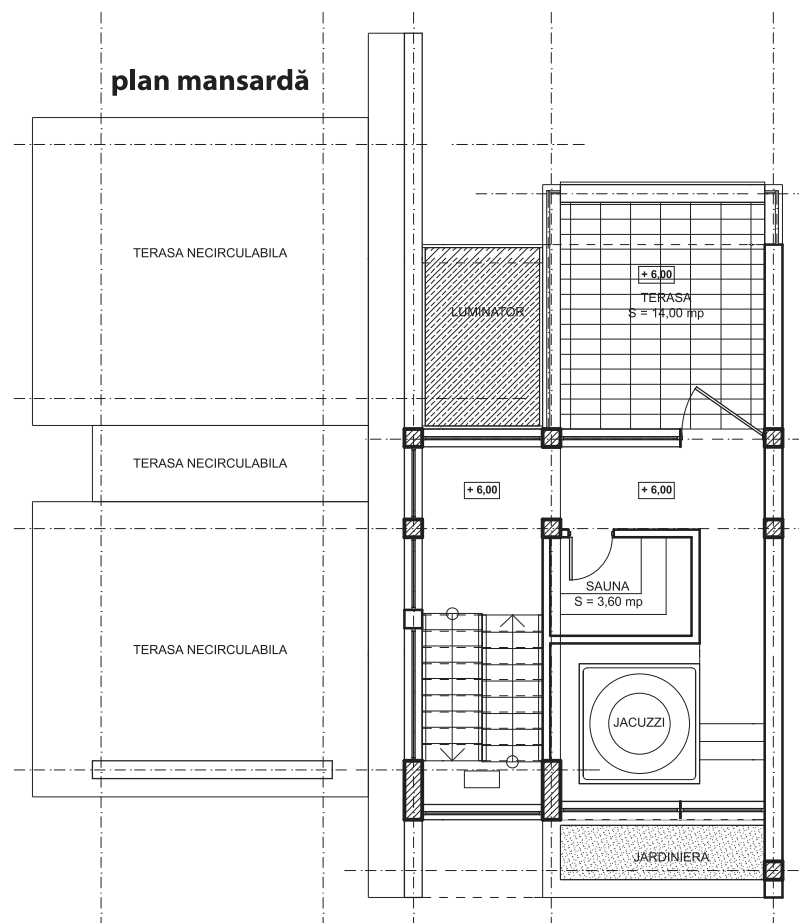 plan mansardă
TERASA NECIRCULABILA
+ 6,00
TERASA
S = 14,00 mp
LUMINATOR
TERASA NECIRCULABILA
+ 6,00
+ 6,00
SAUNA
S = 3,60 mp
TERASA NECIRCULABILA
JACUZZI
JARDINIERA